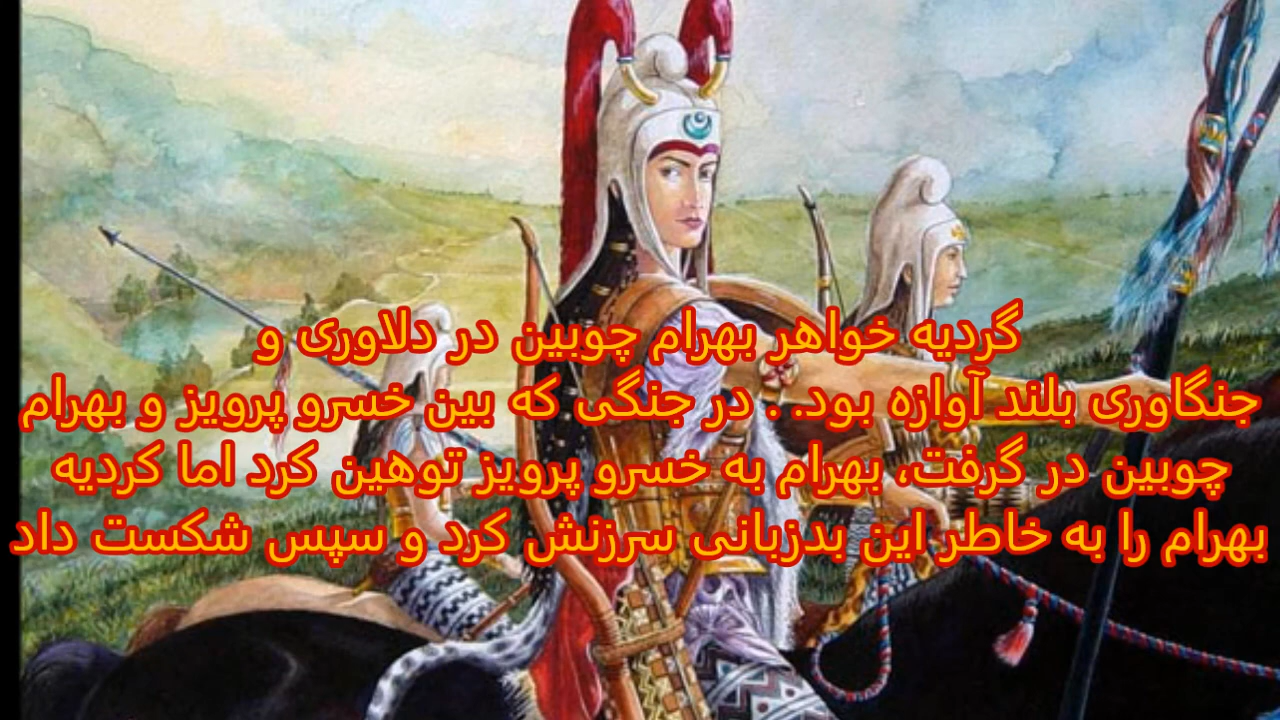 گردیه خواهر بهرام چوبین در دلاوری و
جنگاوری بلند آوازه بود. . در جنگی که بین خسرو پرویز و بهرام
چوبین در گرفت، بهرام به خسرو پرویز توهین کرد اما کردیه
بهرام را به خاطر این بدزبانی سرزنش کرد و سپس شکست داد